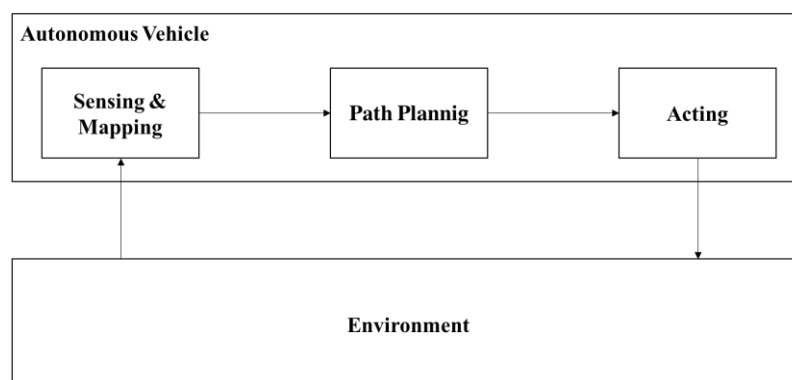 Autonomous Vehicle
Sensing &
Mapping
Path Plannig
Acting
Environment